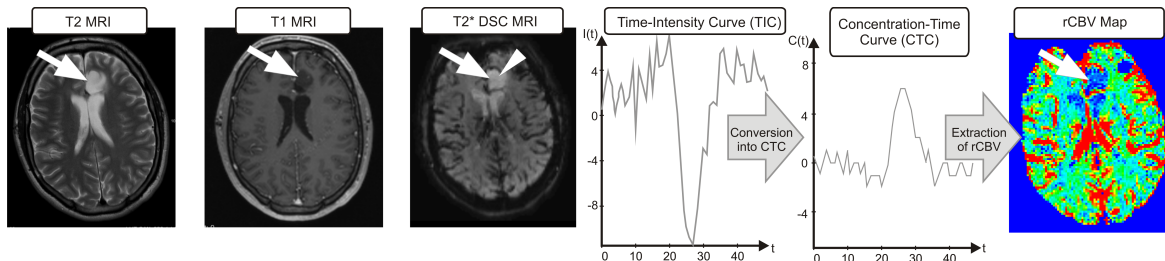 T2 MRI
T1 MRI
T2* DSC MRI
Time-Intensity Curve (TIC)
I(t)
4
0
-4
-8
0 10 20 30 40 t
Conversion
into CTC
Concentration-Time
Curve (CTC)
C(t)
8
4
0
-4
0 10 20 30 40 t
Extraction
of rCBV
rCBV Map